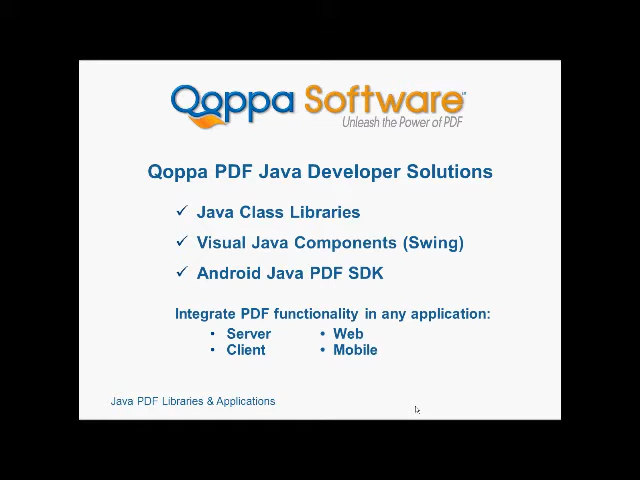 Qoppa Software
Unleash the Power of PDF
Qoppa PDF Java Developer Solutions
✓ Java Class Libraries
✓ Visual Java Components (Swing)
✓ Android Java PDF SDK
Integrate PDF functionality in any application:
• Server • Web
• Client • Mobile
Java PDF Libraries & Applications